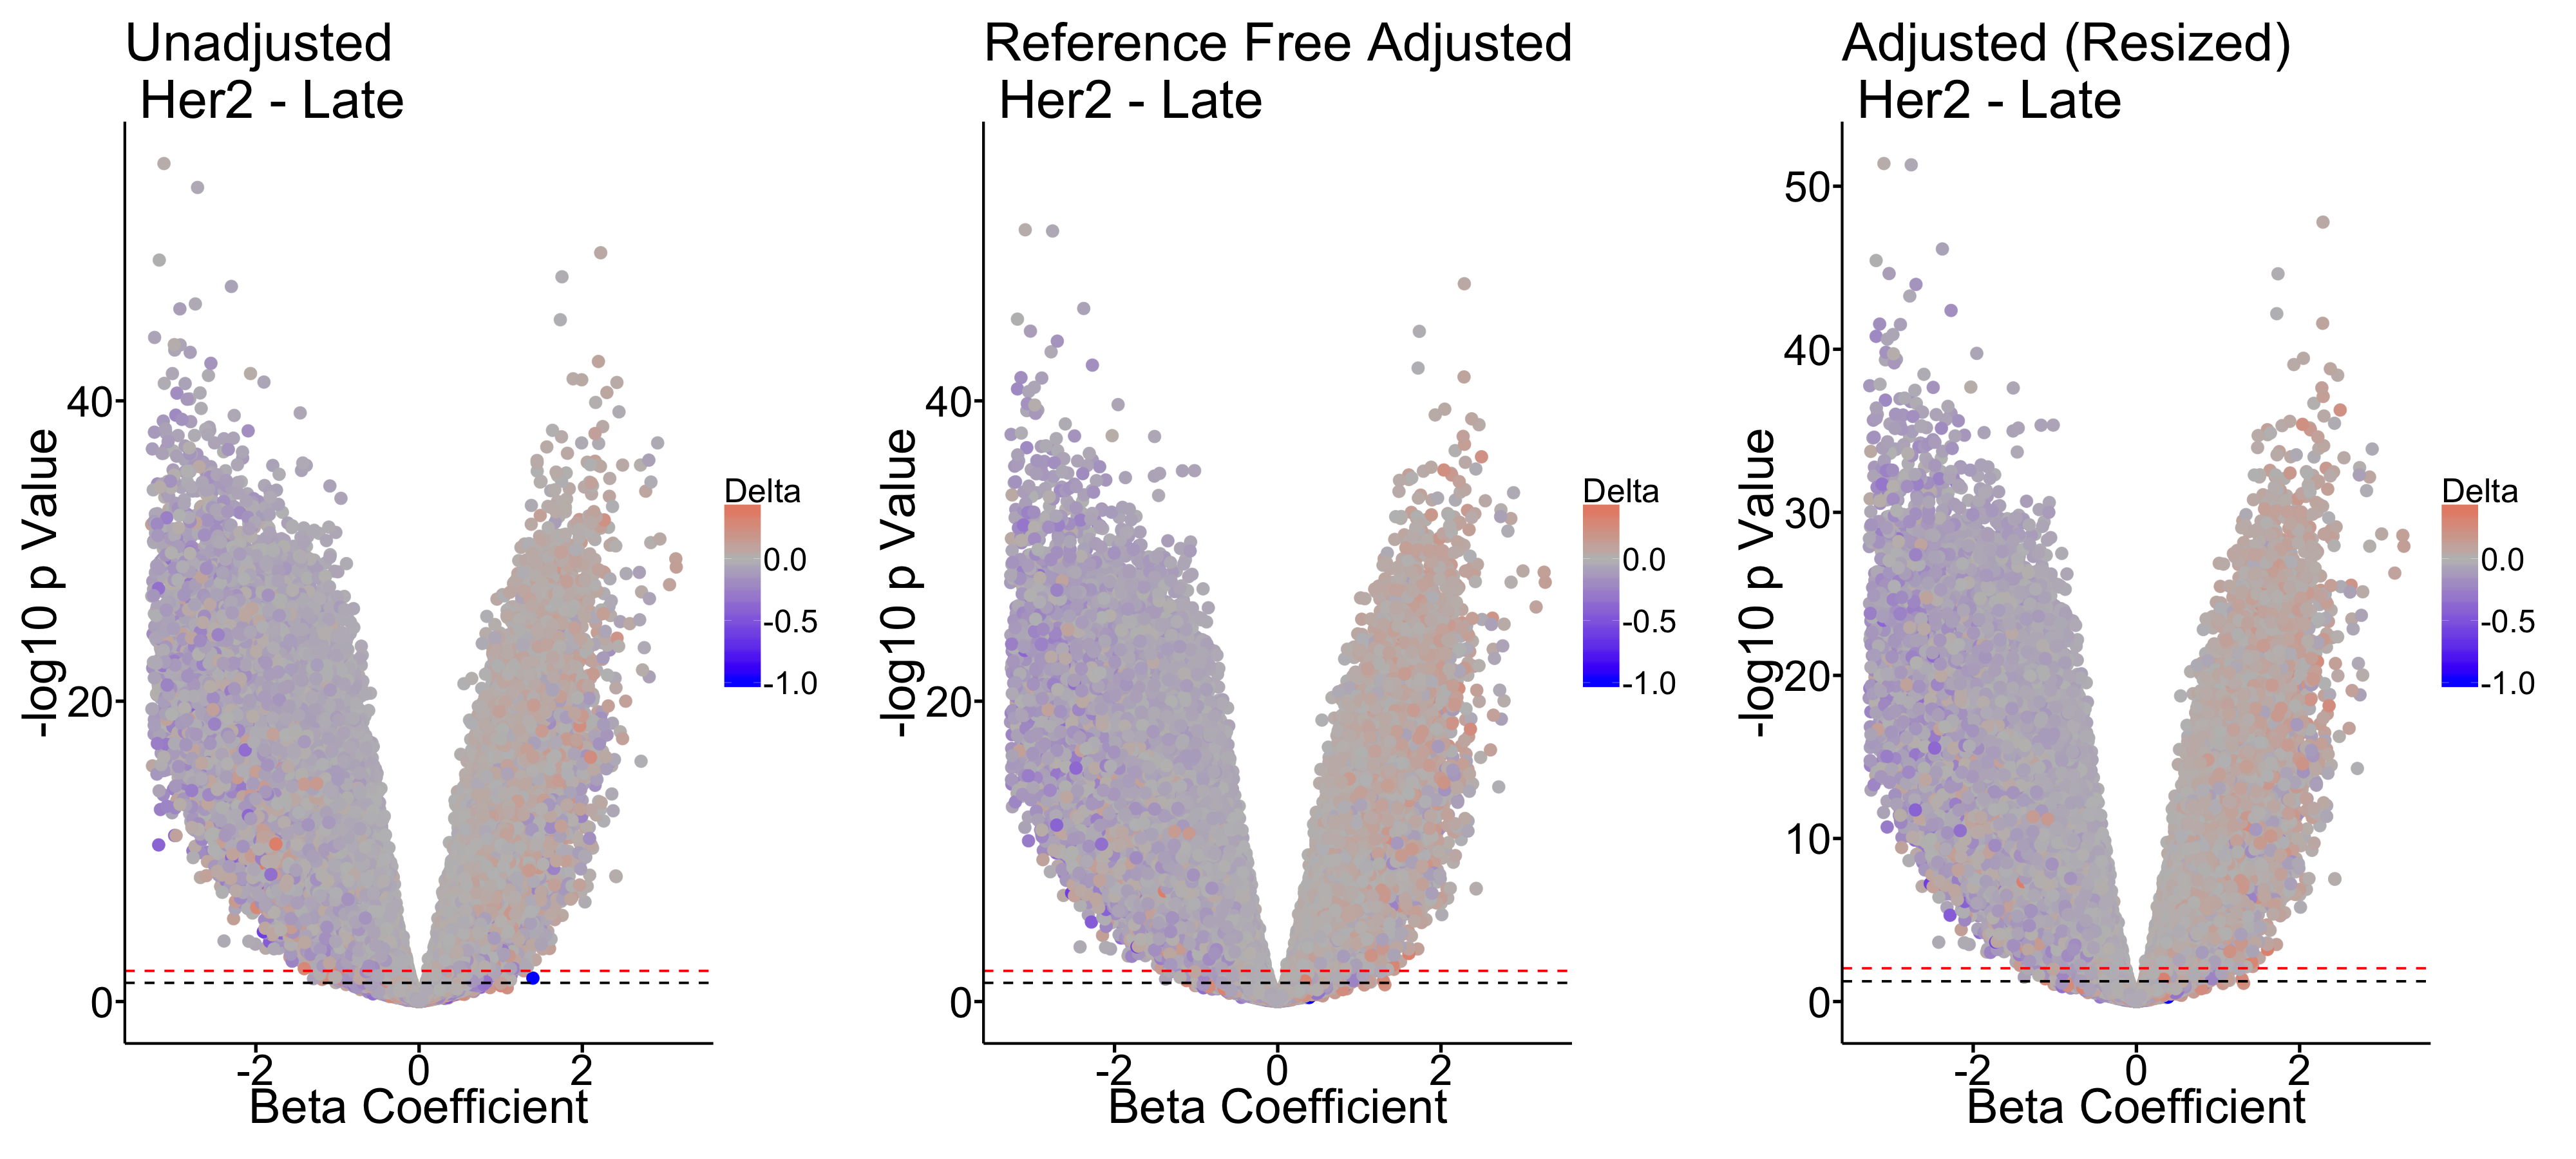 Unadjusted
Her2 - Late
-log10 p Value
40
20
0
-2
0
2
Beta Coefficient
Delta
0.0
-0.5
-1.0
Reference Free Adjusted
Her2 - Late
-log10 p Value
40
20
0
-2
0
2
Beta Coefficient
Delta
0.0
-0.5
-1.0
Adjusted (Resized)
Her2 - Late
-log10 p Value
50
40
30
20
10
0
-2
0
2
Beta Coefficient
Delta
0.0
-0.5
-1.0